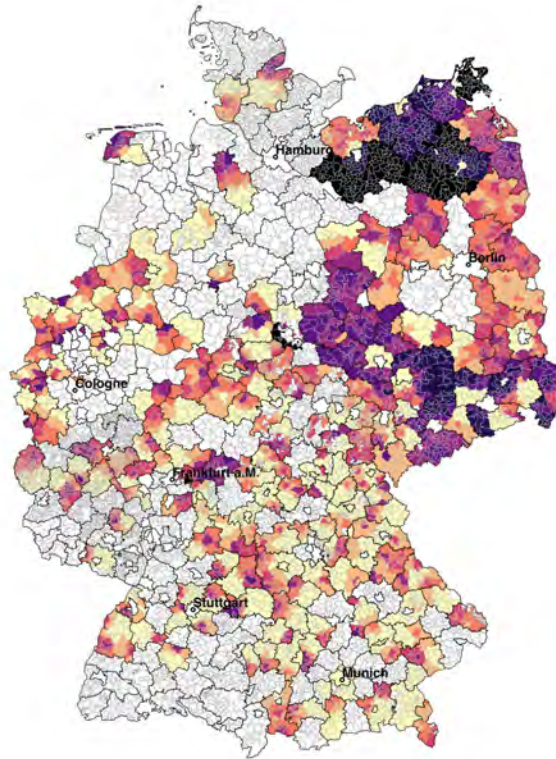 Hamburg
Berlin
Cologne
Frankfurt a.M.
Stuttgart
Munich